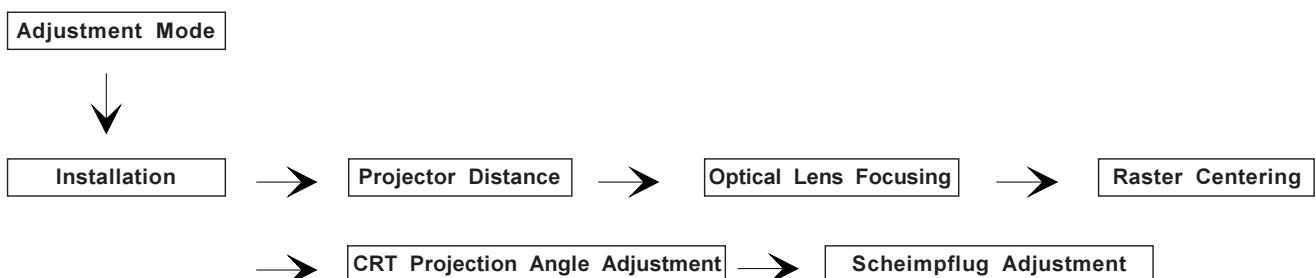 Adjustment Mode
Installation
Projector Distance
Optical Lens Focusing
Raster Centering
CRT Projection Angle Adjustment
Scheimpflug Adjustment